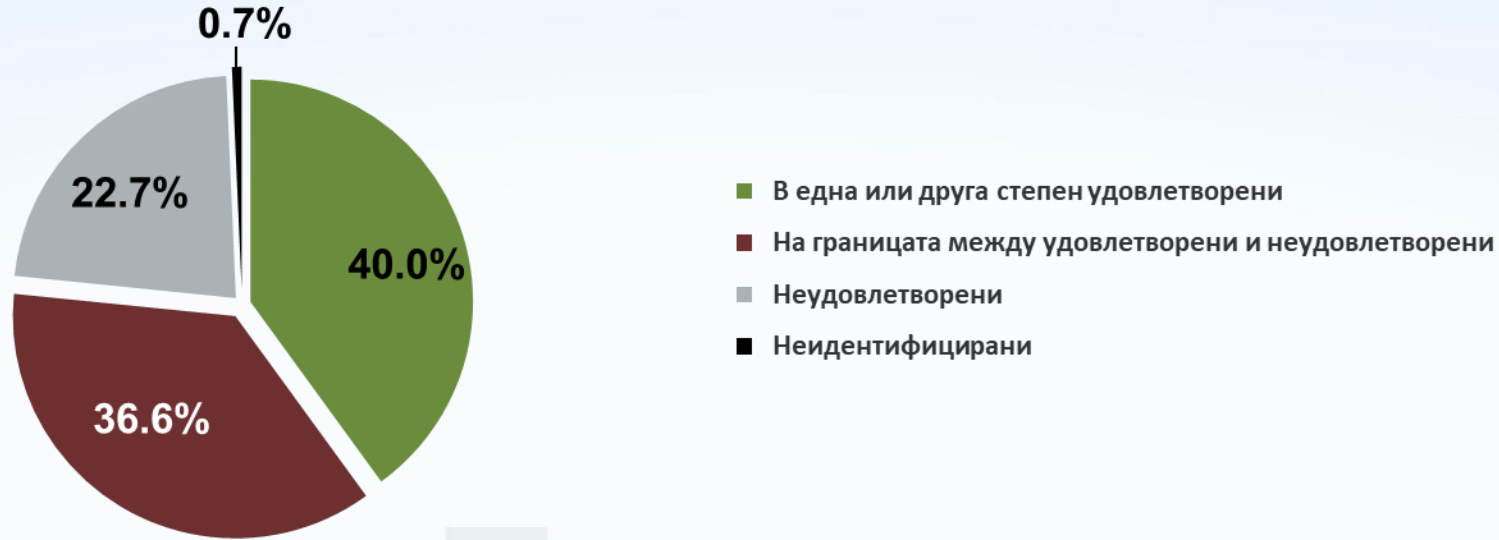 0.7%
22.7%
40.0%
36.6%
В една или друга степен удовлетворени
На границата между удовлетворени и неудовлетворени
Неудовлетворени
Неидентифицирани